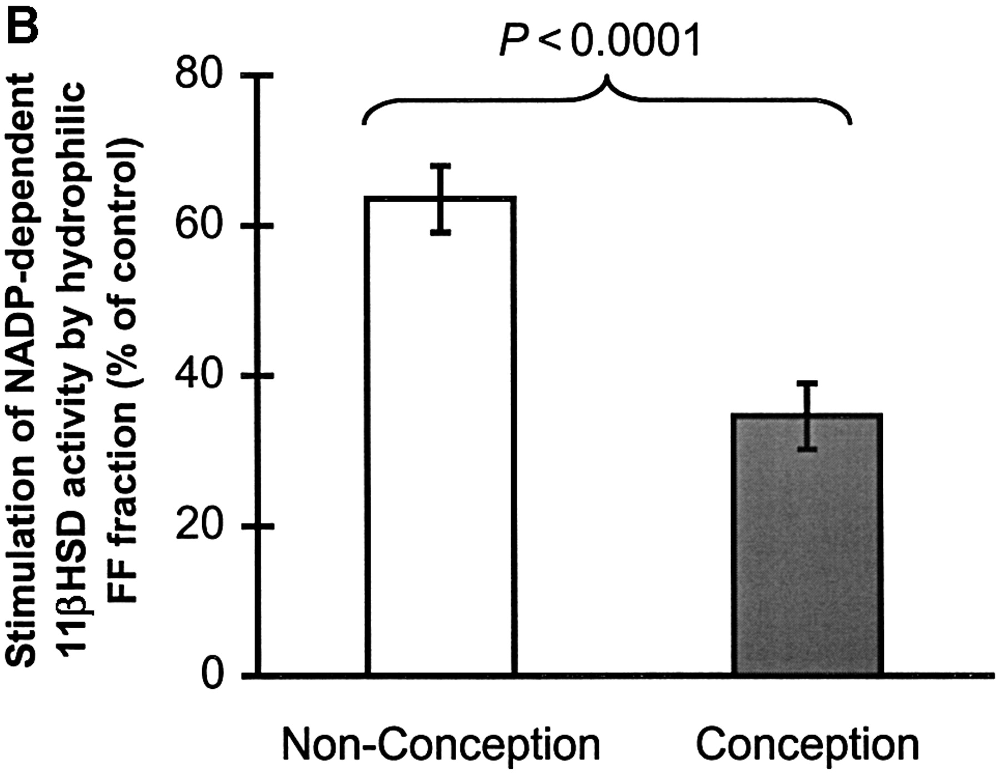 B
P < 0.0001
Stimulation of NADP-dependent
11βHSD activity by hydrophilic
FF fraction (% of control)
80
60
40
20
0
Non-Conception
Conception